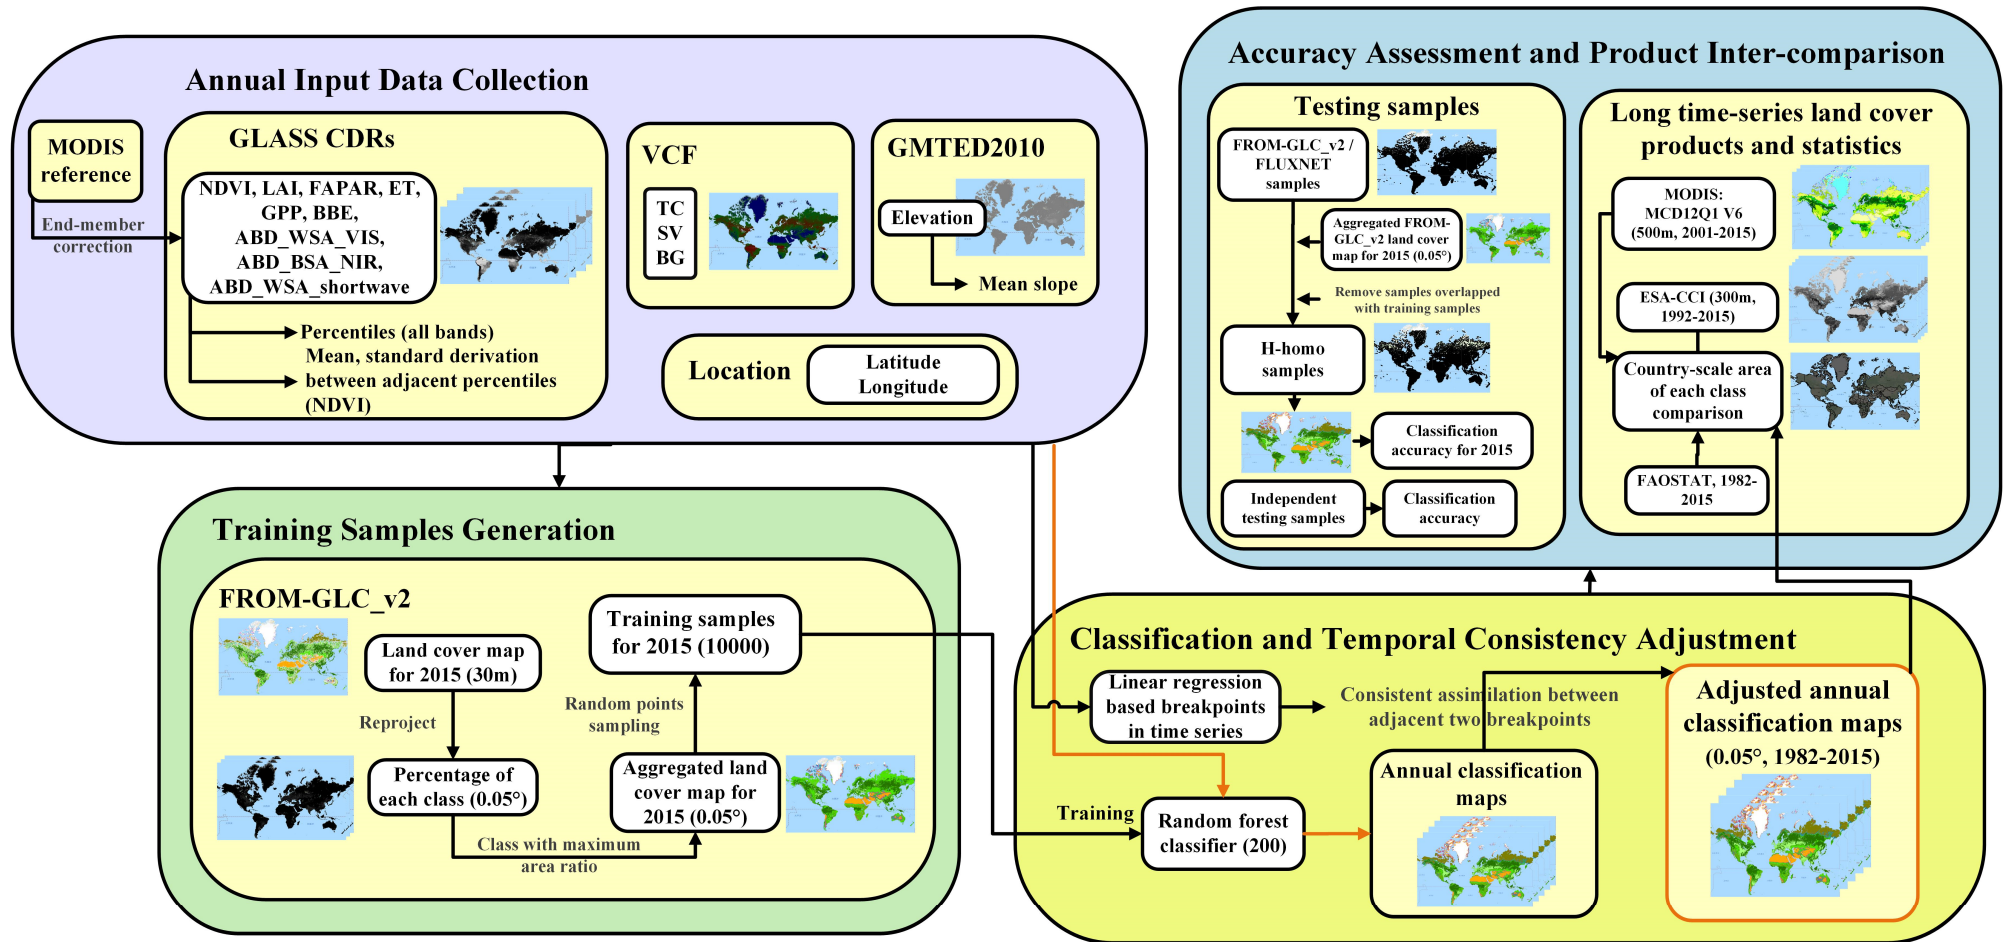 Annual Input Data Collection
MODIS
reference
End-member
correction
GLASS CDRs
NDVI, LAI, FAPAR, ET,
GPP, BBE,
ABD_WSA_VIS,
ABD_BSA_NIR,
ABD_WSA_shortwave
Percentiles (all bands)
Mean, standard derivation
between adjacent percentiles
(NDVI)
VCF
TC
SV
BG
GMTED2010
Elevation
Mean slope
Location
Latitude
Longitude
Training Samples Generation
FROM-GLC_v2
Land cover map
for 2015 (30m)
Reproject
Percentage of
each class (0.05°)
Class with maximum
area ratio
Aggregated land
cover map for
2015 (0.05°)
Random points
sampling
Training samples
for 2015 (10000)
Classification and Temporal Consistency Adjustment
Linear regression
based breakpoints
in time series
Consistent assimilation between
adjacent two breakpoints
Training
Random forest
classifier (200)
Annual classification
maps
Adjusted annual
classification maps
(0.05°, 1982-2015)
Accuracy Assessment and Product Inter-comparison
Testing samples
FROM-GLC_v2 /
FLUXNET
samples
Aggregated FROM-
GLC_v2 land cover
map for 2015 (0.05°)
Remove samples overlapped
with training samples
H-homo
samples
Classification
accuracy for 2015
Independent
testing samples
Classification
accuracy
Long time-series land cover
products and statistics
MODIS:
MCD12Q1 V6
(500m, 2001-2015)
ESA-CCI (300m,
1992-2015)
Country-scale area
of each class
comparison
FAOSTAT, 1982-
2015